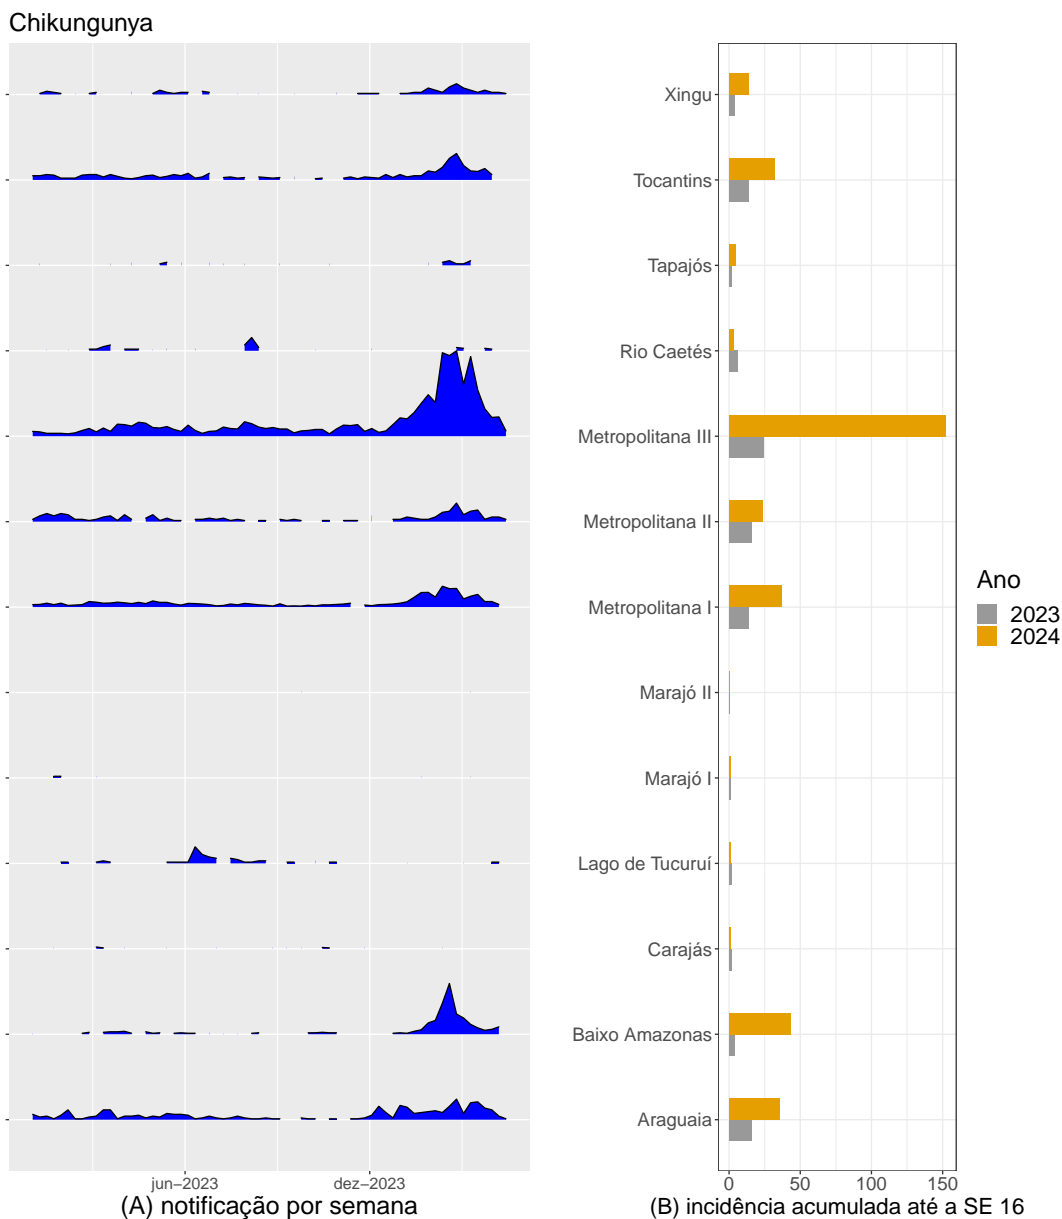 Chikungunya
Xingu
Tocantins
Tapajós
Rio Caetés
Metropolitana III
Metropolitana II
Metropolitana I
Marajó II
Marajó I
Lago de Tucuruí
Carajás
Baixo Amazonas
Araguaia
Ano
2023
2024
jun−2023 dez−2023
0 50 100 150
(A) notificação por semana
(B) incidência acumulada até a SE 16